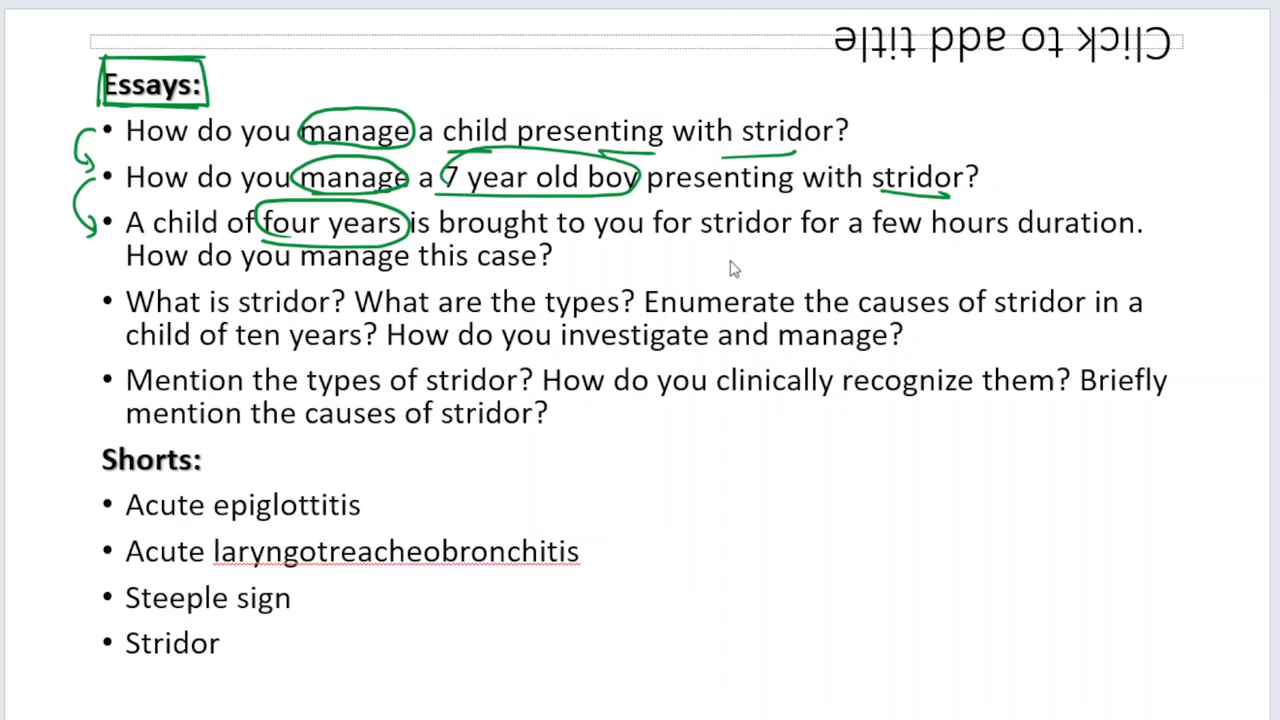 Click to add title
Essays:
• How do you manage a child presenting with stridor?
• How do you manage a 7 year old boy presenting with stridor?
• A child of four years is brought to you for stridor for a few hours duration.
How do you manage this case?
• What is stridor? What are the types? Enumerate the causes of stridor in a
child of ten years? How do you investigate and manage?
• Mention the types of stridor? How do you clinically recognize them? Briefly
mention the causes of stridor?
Shorts:
• Acute epiglottitis
• Acute laryngotreacheobronchitis
• Steeple sign
• Stridor